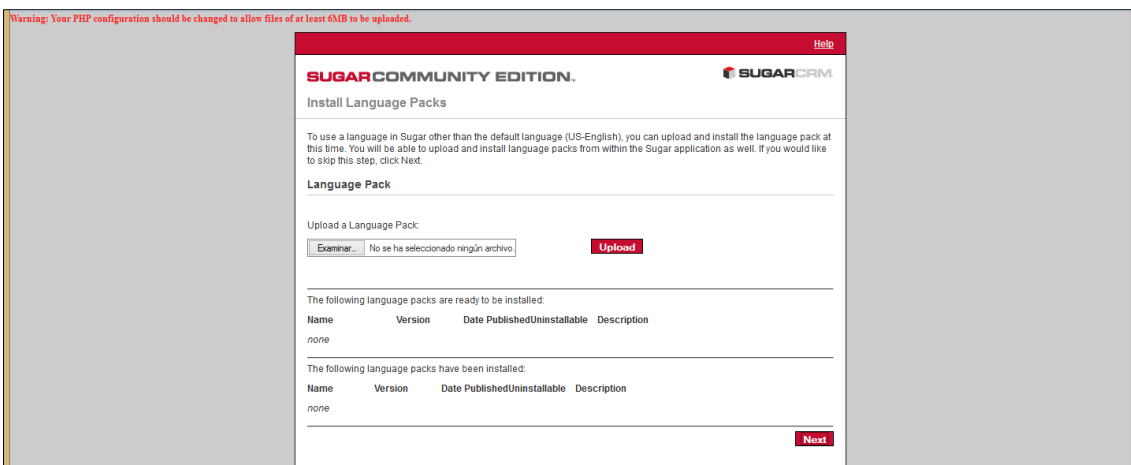 Warning: Your PHP configuration should be changed to allow files of at least 6MB to be uploaded.
Help
SUGARCOMMUNITY EDITION.
SUGARCRM.
Install Language Packs
To use a language in Sugar other than the default language (US-English), you can upload and install the language pack at
this time. You will be able to upload and install language packs from within the Sugar application as well. If you would like
to skip this step, click Next.
Language Pack
Upload a Language Pack:
Examinar... No se ha seleccionado ningún archivo. Upload
The following language packs are ready to be installed:
Name Version Date PublishedUninstallable Description
none
The following language packs have been installed:
Name Version Date PublishedUninstallable Description
none
Next